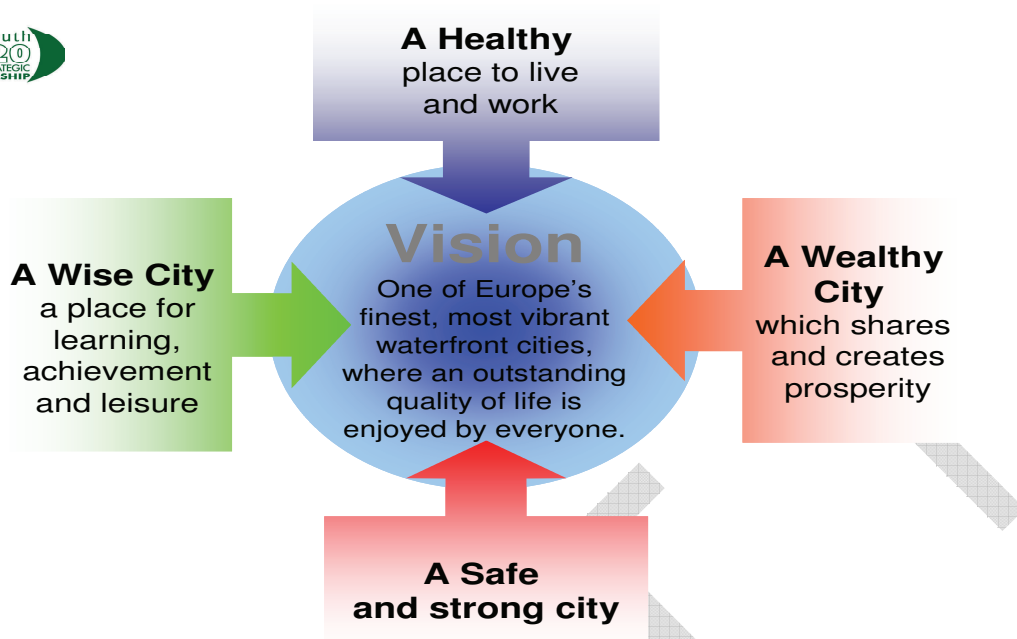 20
A Healthy
place to live
and work
Vision
One of Europe's
finest, most vibrant
waterfront cities,
where an outstanding
quality of life is
enjoyed by everyone.
A Wise City
a place for
learning,
achievement
and leisure
A Wealthy
City
which shares
and creates
prosperity
A Safe
and strong city